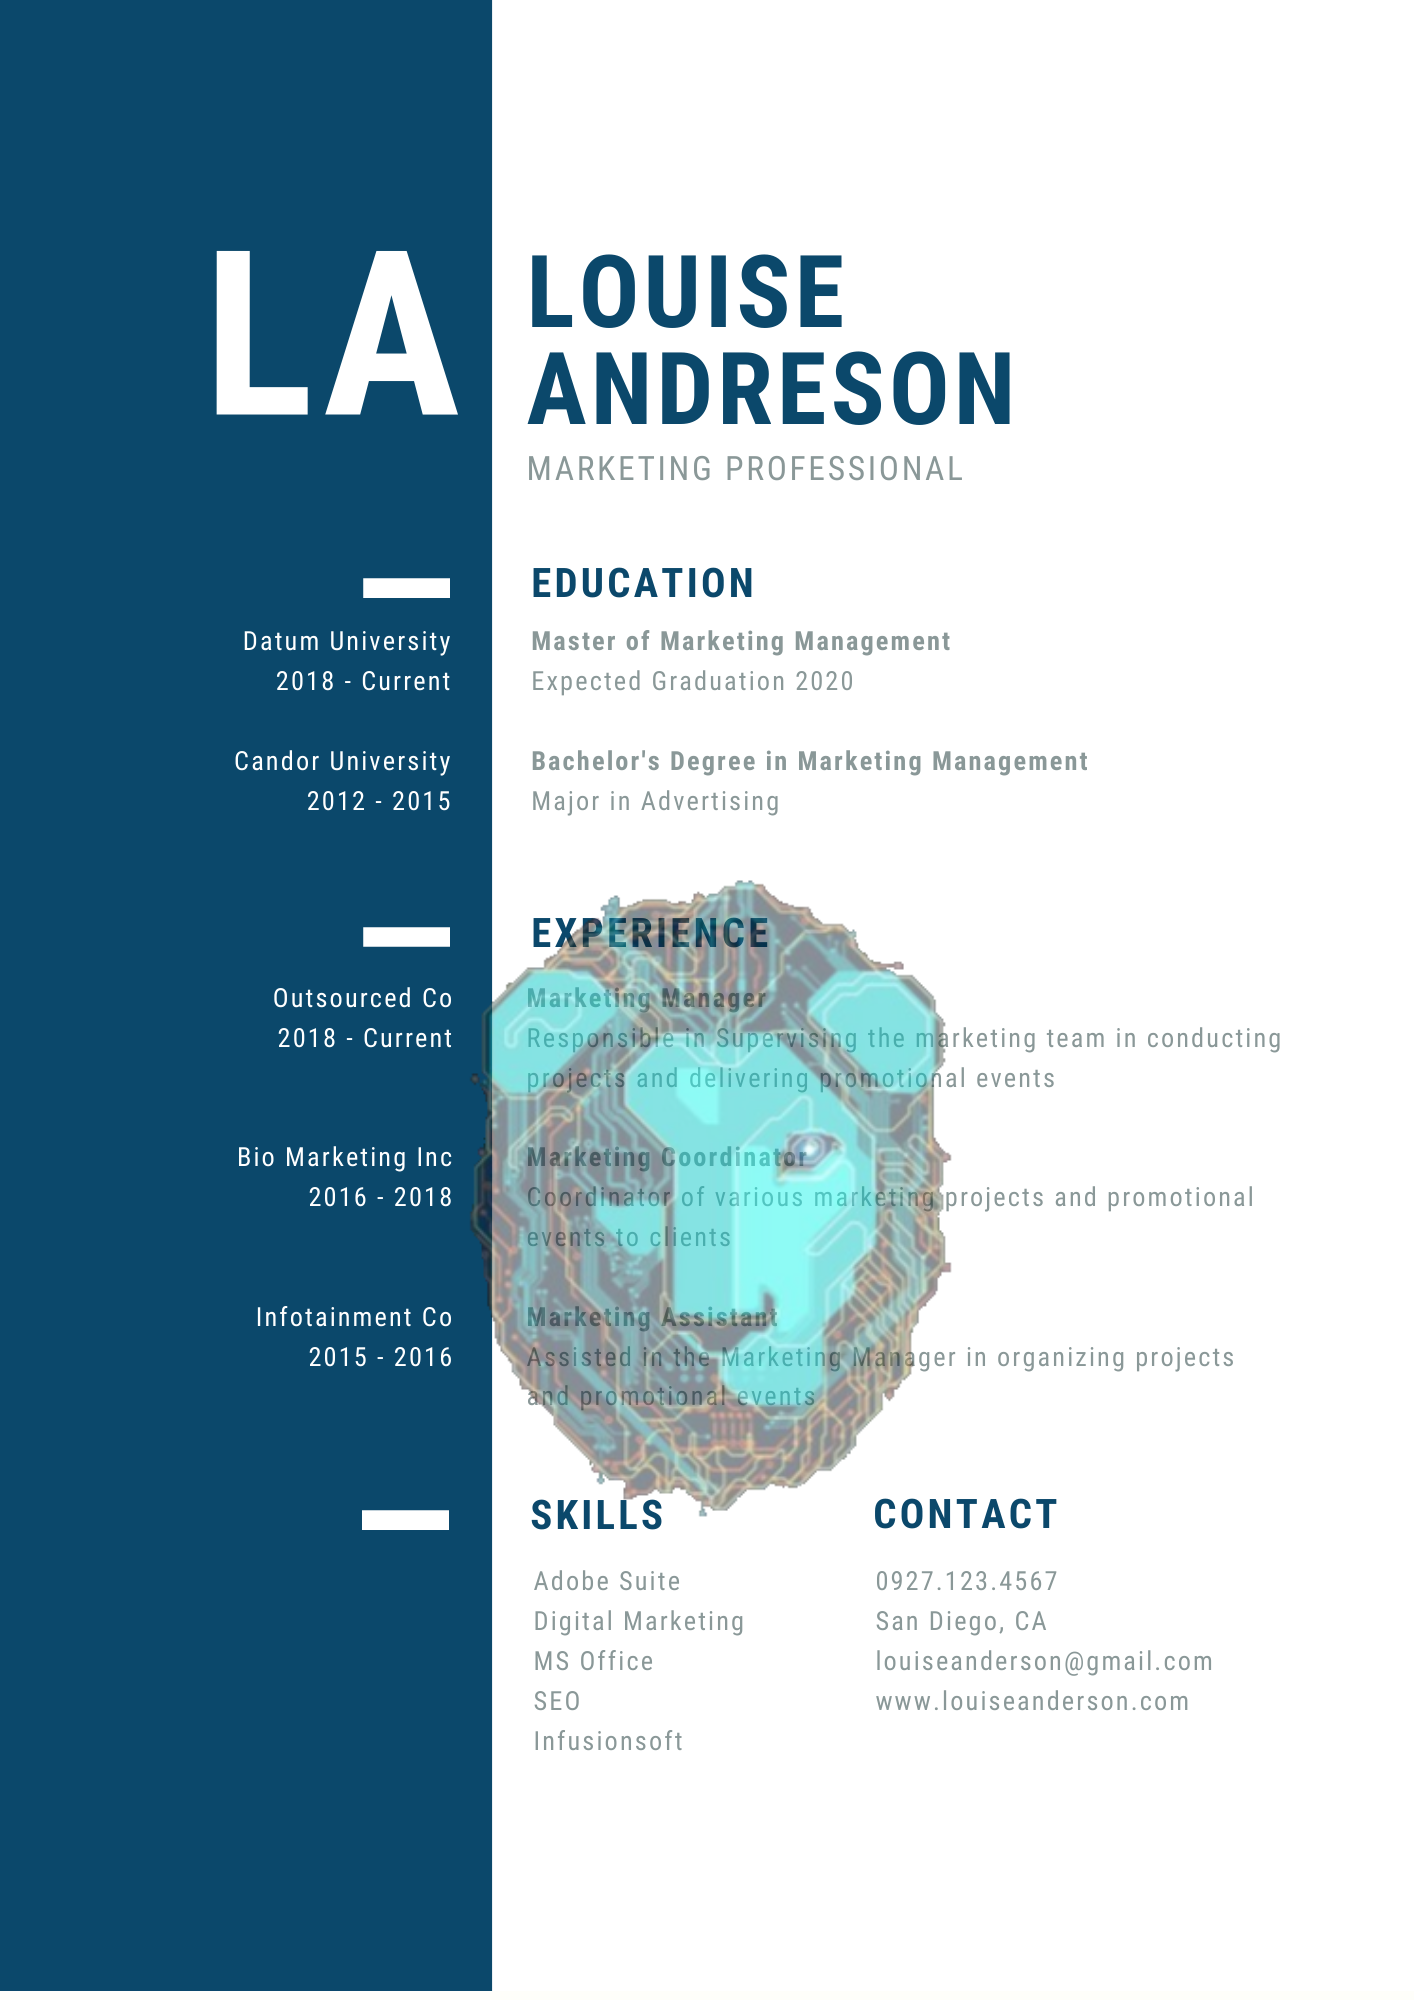 LA
LOUISE
ANDRESON
MARKETING PROFESSIONAL
EDUCATION
Datum University
2018 - Current
Master of Marketing Management
Expected Graduation 2020
Candor University
2012 - 2015
Bachelor's Degree in Marketing Management
Major in Advertising
EXPERIENCE
Outsourced Co
2018 - Current
Marketing Manager
Responsible in Supervising the marketing team in conducting
projects and delivering promotional events
Bio Marketing Inc
2016 - 2018
Marketing Coordinator
Coordinator of various marketing projects and promotional
events to clients
Infotainment Co
2015 - 2016
Marketing Assistant
Assisted in the Marketing Manager in organizing projects
and promotional events
SKILLS
Adobe Suite
Digital Marketing
MS Office
SEO
Infusionsoft
CONTACT
0927.123.4567
San Diego, CA
louiseanderson@gmail.com
www.louiseanderson.com